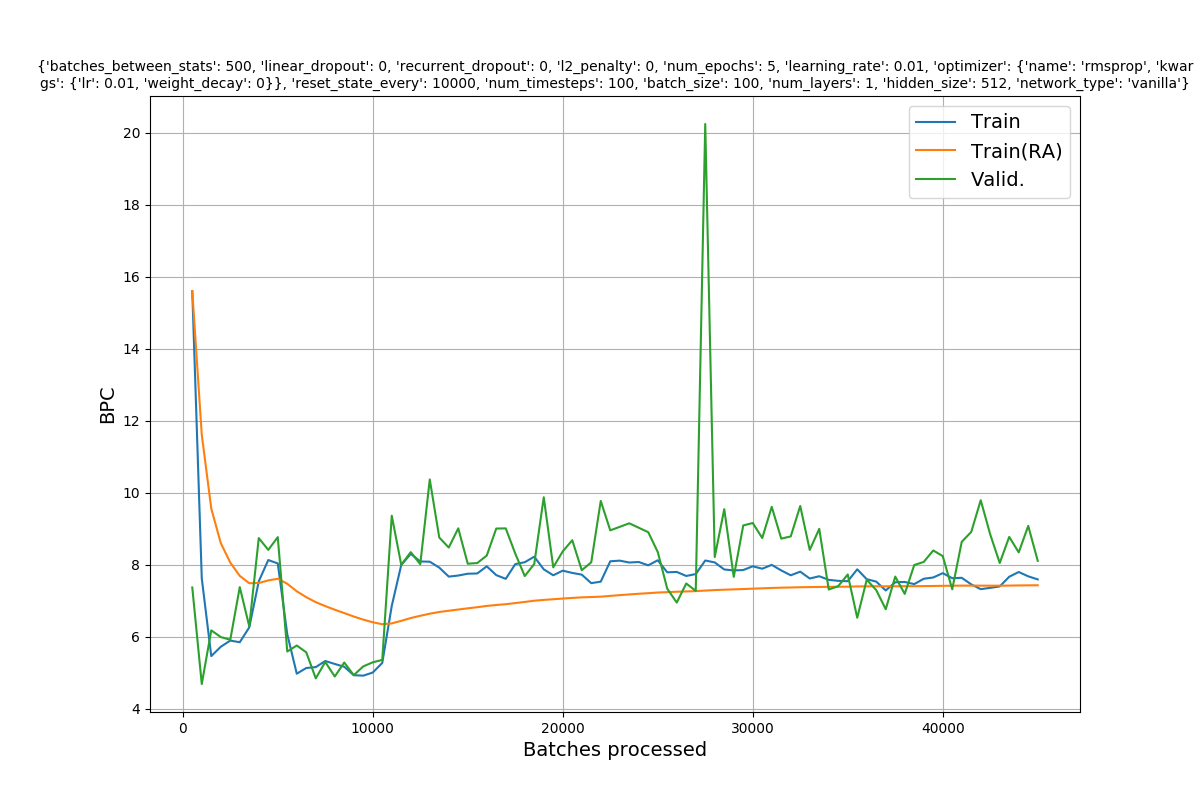 {'batches_between_stats': 500, 'linear_dropout': 0, 'recurrent_dropout': 0, 'l2_penalty': 0, 'num_epochs': 5, 'learning_rate': 0.01, 'optimizer': {'name': 'rmsprop', 'kwar
gs': {'lr': 0.01, 'weight_decay': 0}}, 'reset_state_every': 10000, 'num_timesteps': 100, 'batch_size': 100, 'num_layers': 1, 'hidden_size': 512, 'network_type': 'vanilla'}
Train
Train(RA)
Valid.
20
18
16
14
12
10
8
6
4
BPC
0 10000 20000 30000 40000
Batches processed